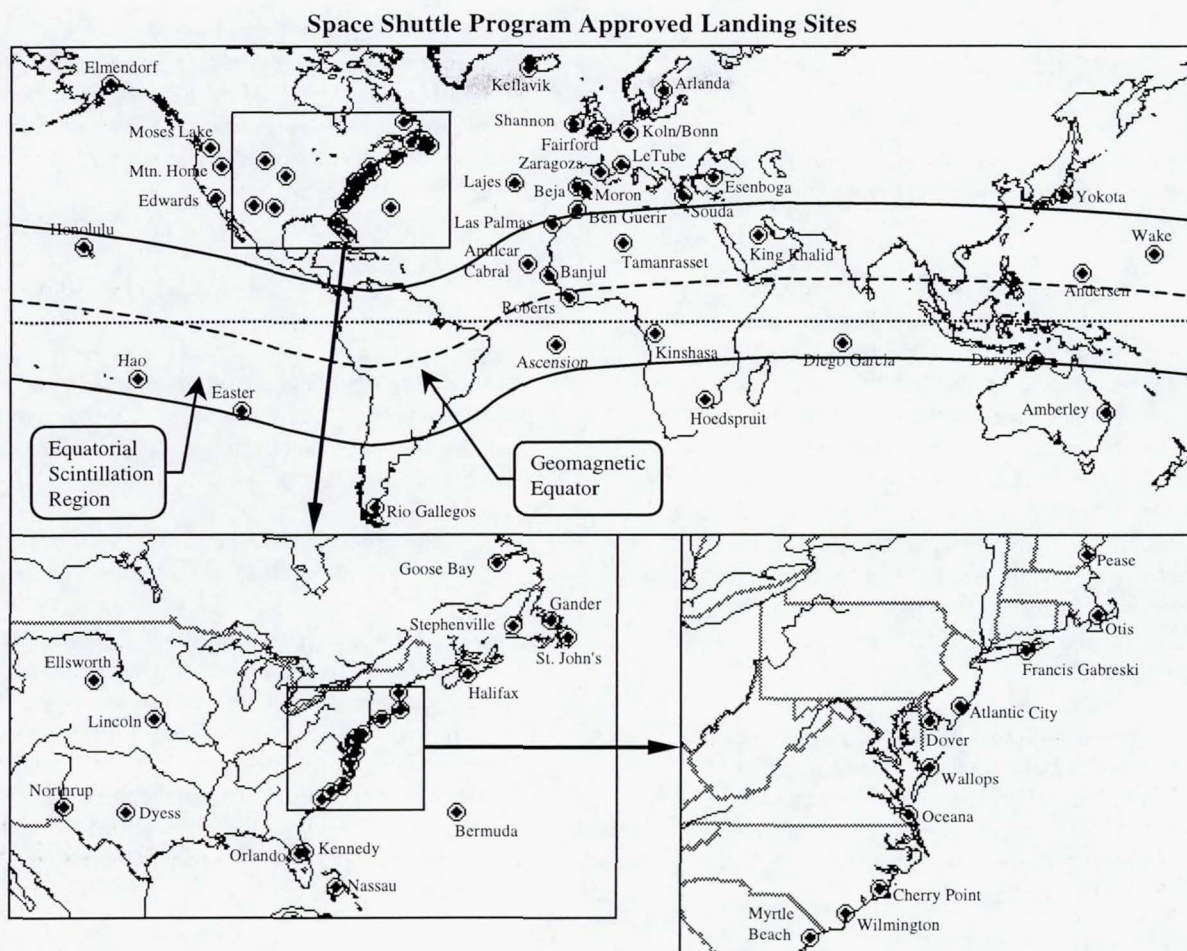 Space Shuttle Program Approved Landing Sites
Elmendorf
Keflavik
Arlanda
Moses Lake
Shannon
Koln/Bonn
Fairford
Mtn. Home
Zaragoza
LeTube
Lajes
Beja
Moron
Esenboga
Edwards
Ben Guerir
Souda
Yokota
Honolulu
Las Palmas
Wake
Amilcar
Cabral
Tamanrasset
King Khalid
Banjul
Andersen
Roberts
Hao
Ascension
Kinshasa
Diego Garcia
Darwin
Easter
Hoedspruit
Amberley
Equatorial
Scintillation
Region
Geomagnetic
Equator
Rio Gallegos
Goose Bay
Gander
Stephenville
St. John's
Ellsworth
Halifax
Lincoln
Northrup
Dyess
Bermuda
Orlando
Kennedy
Nassau
Pease
Otis
Francis Gabreski
Atlantic City
Dover
Wallops
Oceana
Cherry Point
Myrtle
Beach
Wilmington